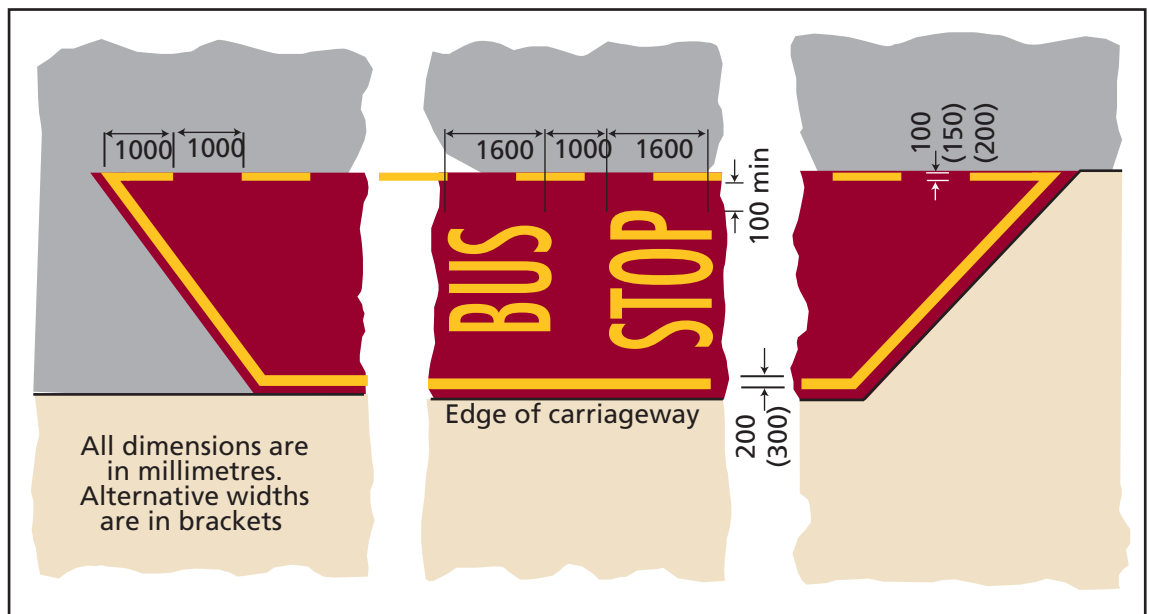 1000
1000
1600
1000
1600
100 min
100
(150)
(200)
BUS
STOP
200
(300)
Edge of carriageway
All dimensions are
in millimetres.
Alternative widths
are in brackets